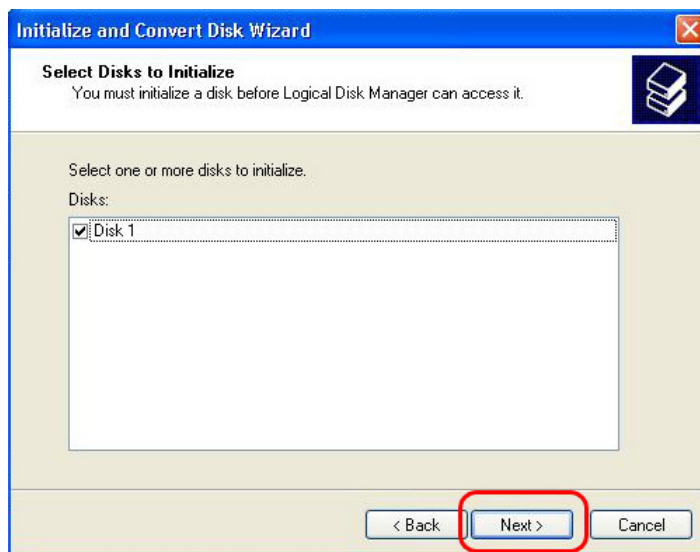 Initialize and Convert Disk Wizard
Select Disks to Initialize
You must initialize a disk before Logical Disk Manager can access it.
Select one or more disks to initialize.
Disks:
Disk 1
< Back
Next >
Cancel